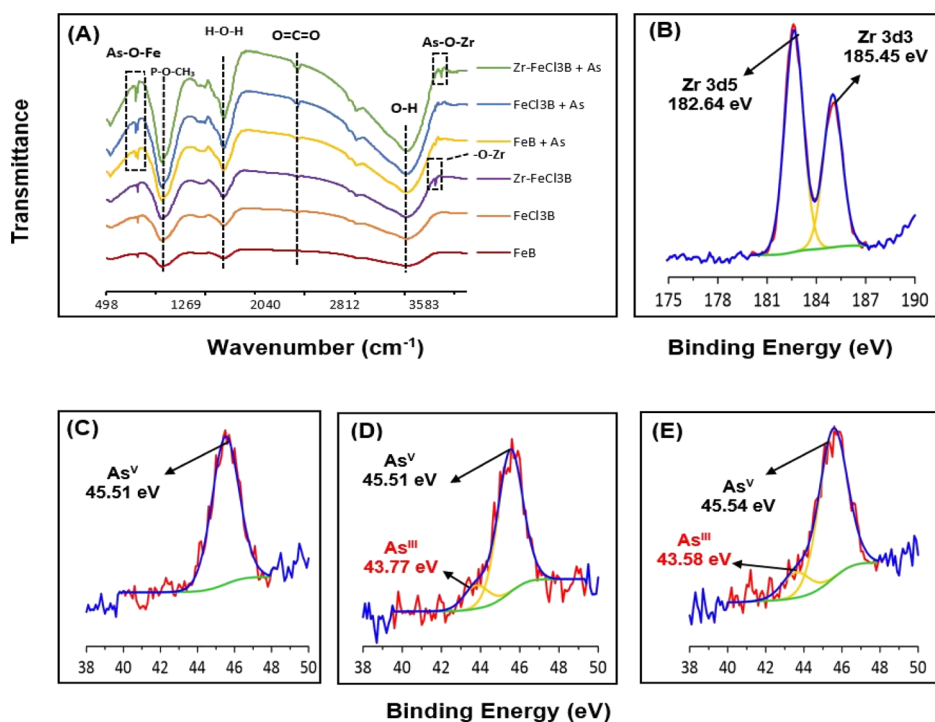 (A)
H-O-H
O=C=O
As-O-Fe
P-O-CH₃
As-O-Zr
O-H
-O-Zr
Zr-FeCl3B + As
FeCl3B + As
FeB + As
Zr-FeCl3B
FeCl3B
FeB
Transmittance
498 1269 2040 2812 3583
Wavenumber (cm⁻¹)
(B)
Zr 3d5
182.64 eV
Zr 3d3
185.45 eV
175 178 181 184 187 190
Binding Energy (eV)
(C)
Asⱽ
45.51 eV
38 40 42 44 46 48 50
(D)
Asⱽ
45.51 eV
Asᴵᴵᴵ
43.77 eV
38 40 42 44 46 48 50
(E)
Asⱽ
45.54 eV
Asᴵᴵᴵ
43.58 eV
38 40 42 44 46 48 50
Binding Energy (eV)